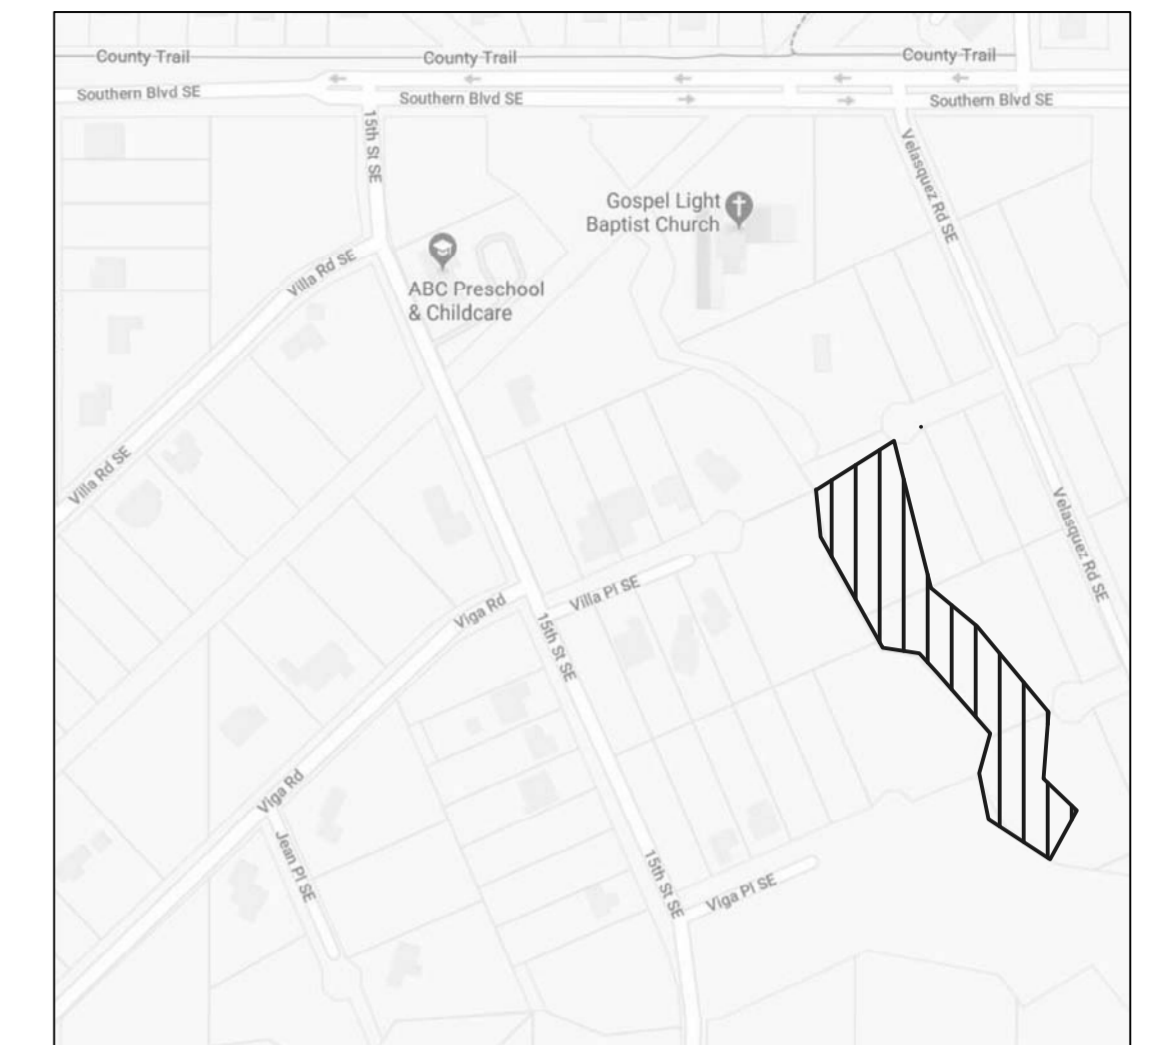 County Trail
County Trail
County Trail
Southern Blvd SE
Southern Blvd SE
Southern Blvd SE
15th St SE
Velasquez Rd SE
Gospel Light
Baptist Church
Villa Rd SE
ABC Preschool
& Childcare
Villa Rd SE
Velasquez Rd SE
Villa Pl SE
Viga Rd
15th St SE
Viga Rd
Jean Pl SE
15th St SE
Viga Pl SE